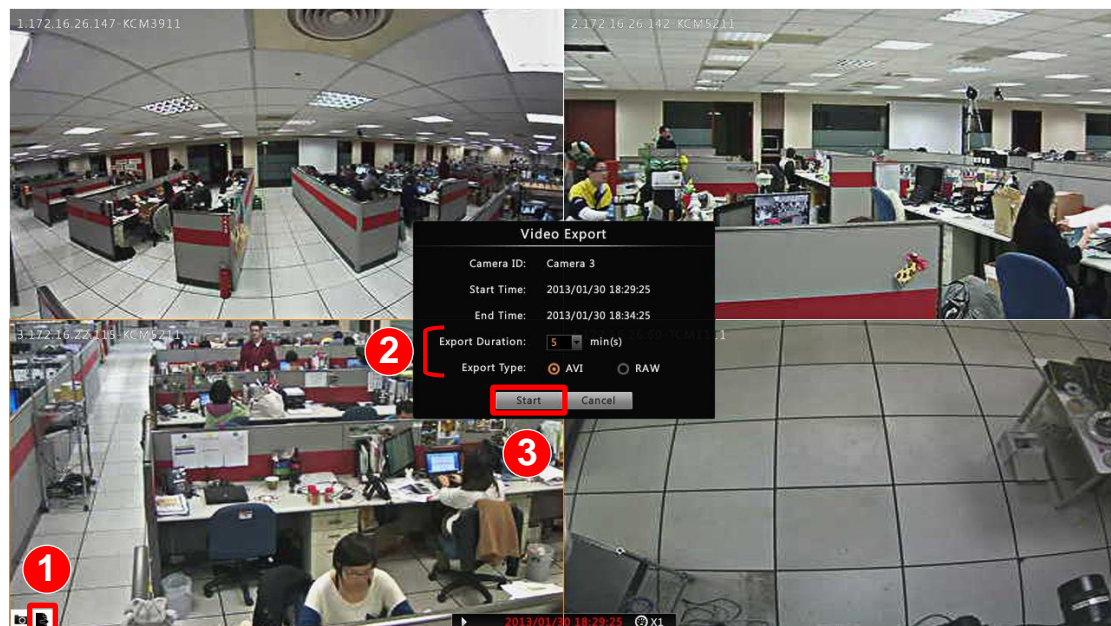 1.172.16.26.147-KCM3911
2.172.16.26.142-KCM5211
Video Export
Camera ID: Camera 3
Start Time: 2013/01/30 18:29:25
End Time: 2013/01/30 18:34:25
3.172.16.22.115-KCM5211
2
Export Duration: 5 min(s)
Export Type: AVI RAW
Start Cancel
3
1
2013/01/30 18:29:25 X1